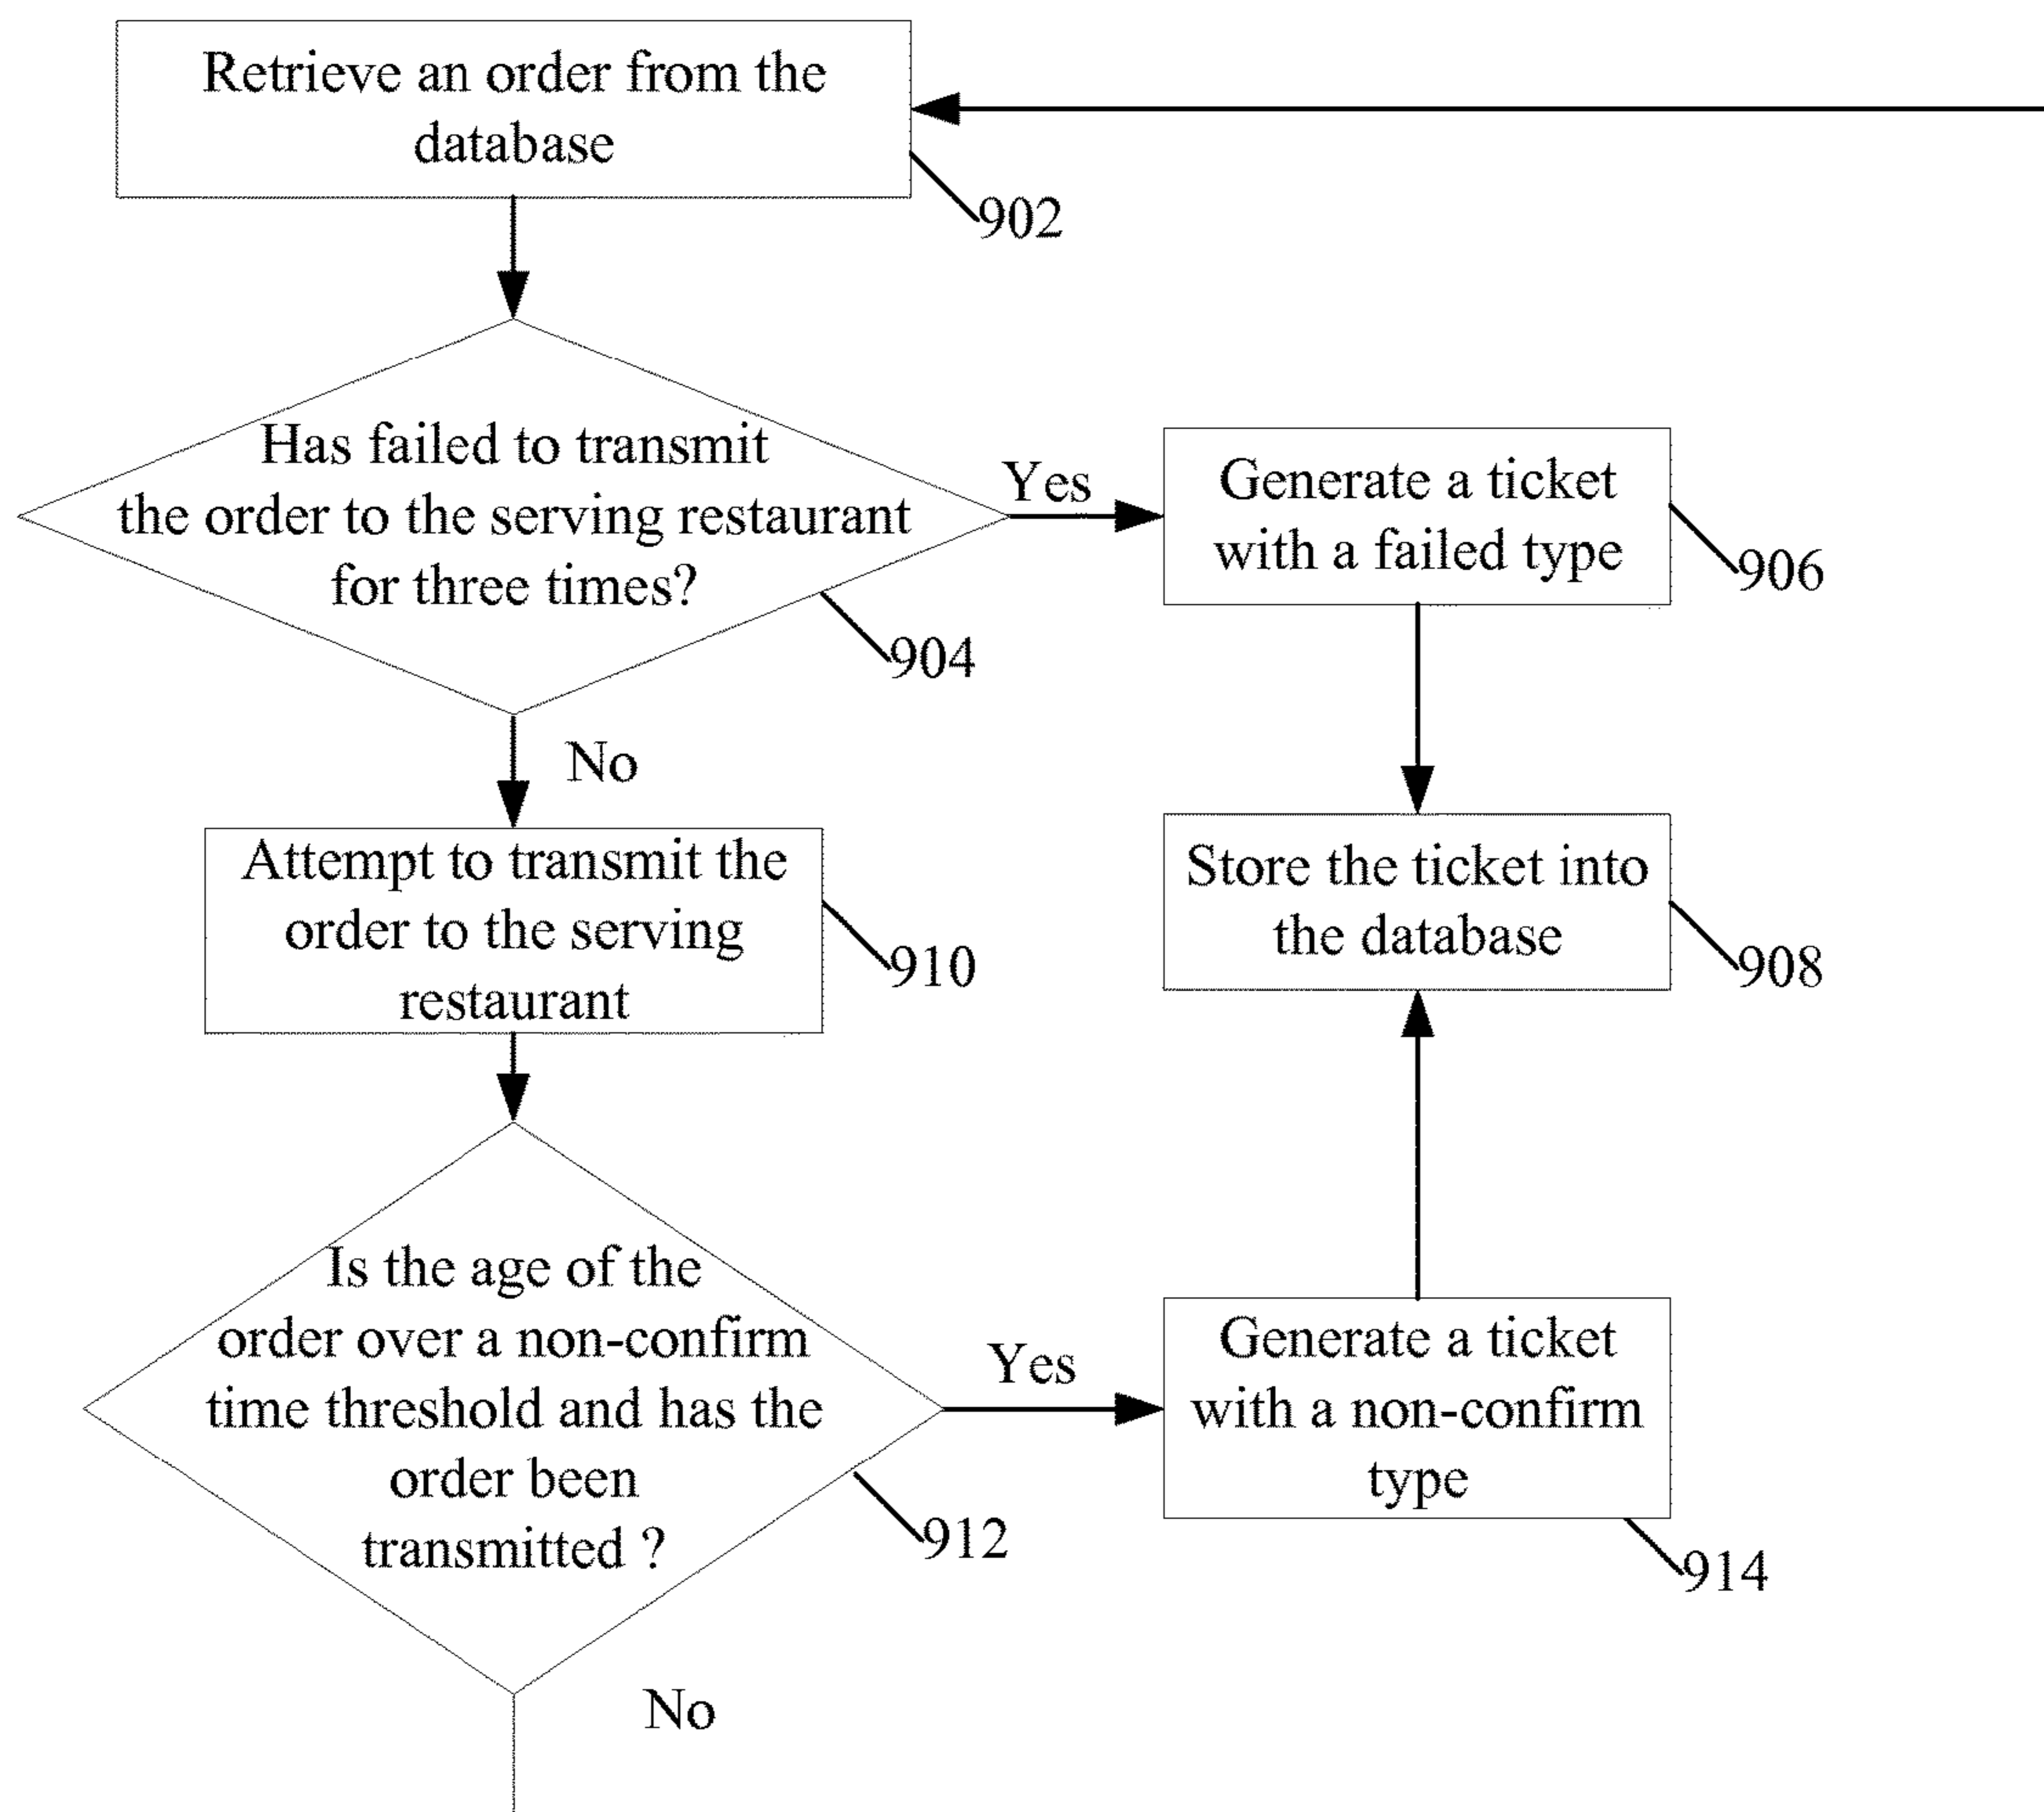 Retrieve an order from the
database
902
Has failed to transmit
the order to the serving restaurant
for three times?
904
Yes
Generate a ticket
with a failed type
906
No
Attempt to transmit the
order to the serving
restaurant
910
Store the ticket into
the database
908
Is the age of the
order over a non-confirm
time threshold and has the
order been
transmitted ?
912
Yes
Generate a ticket
with a non-confirm
type
914
No